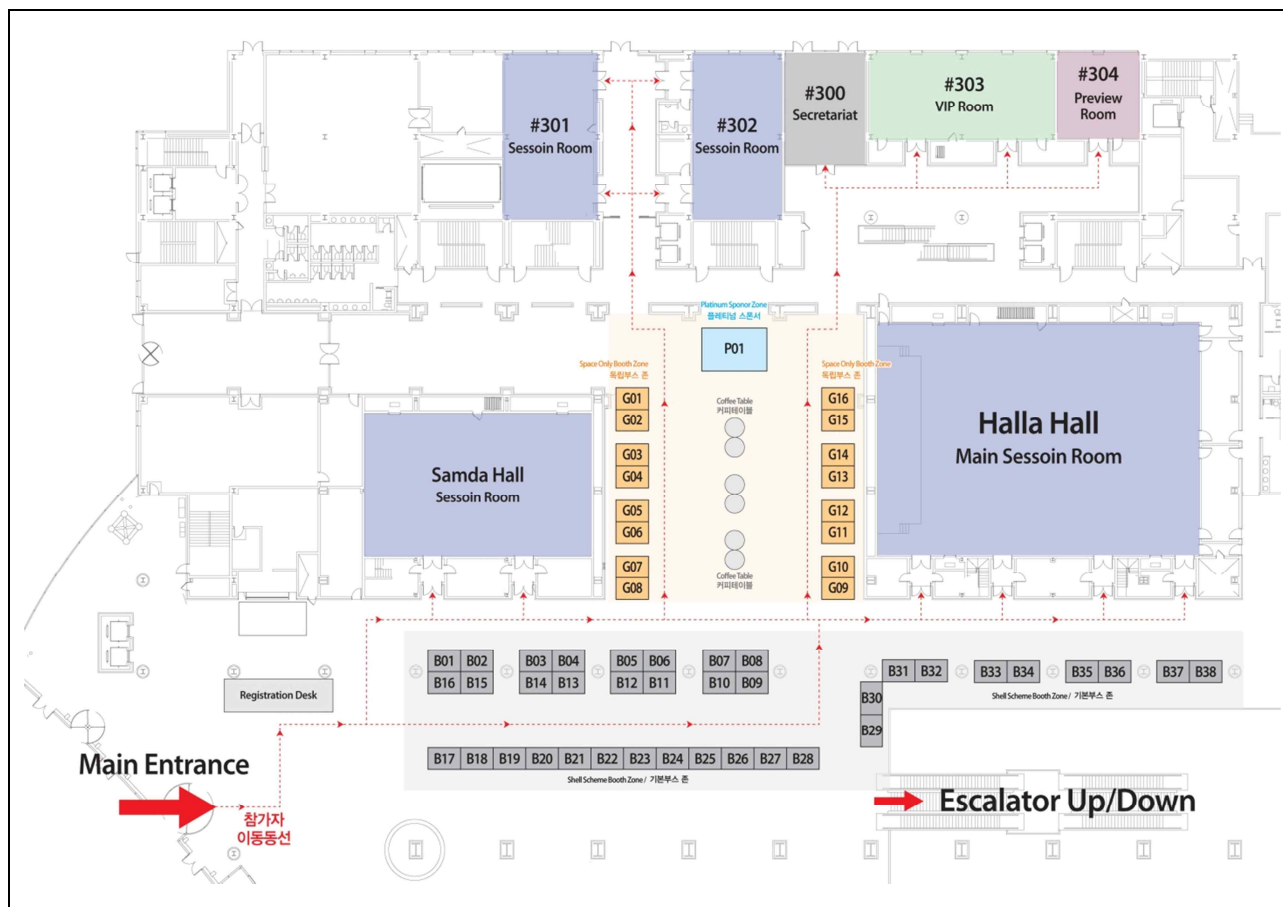 #301
Sessoin Room
#302
Sessoin Room
#300
Secretariat
#303
VIP Room
#304
Preview
Room
Platinum Sponor Zone
플레티넘 스폰서
P01
Space Only Booth Zone
독립부스 존
Space Only Booth Zone
독립부스 존
G01
G02
G03
G04
G05
G06
G07
G08
Coffee Table
커피테이블
Coffee Table
커피테이블
G16
G15
G14
G13
G12
G11
G10
G09
Samda Hall
Sessoin Room
Halla Hall
Main Sessoin Room
B01 B02 B03 B04 B05 B06 B07 B08
B16 B15 B14 B13 B12 B11 B10 B09
B31 B32 B33 B34 B35 B36 B37 B38
Shell Scheme Booth Zone / 기본부스 존
B30
B29
Registration Desk
B17 B18 B19 B20 B21 B22 B23 B24 B25 B26 B27 B28
Shell Scheme Booth Zone / 기본부스 존
Main Entrance
참가자
이동동선
Escalator Up/Down